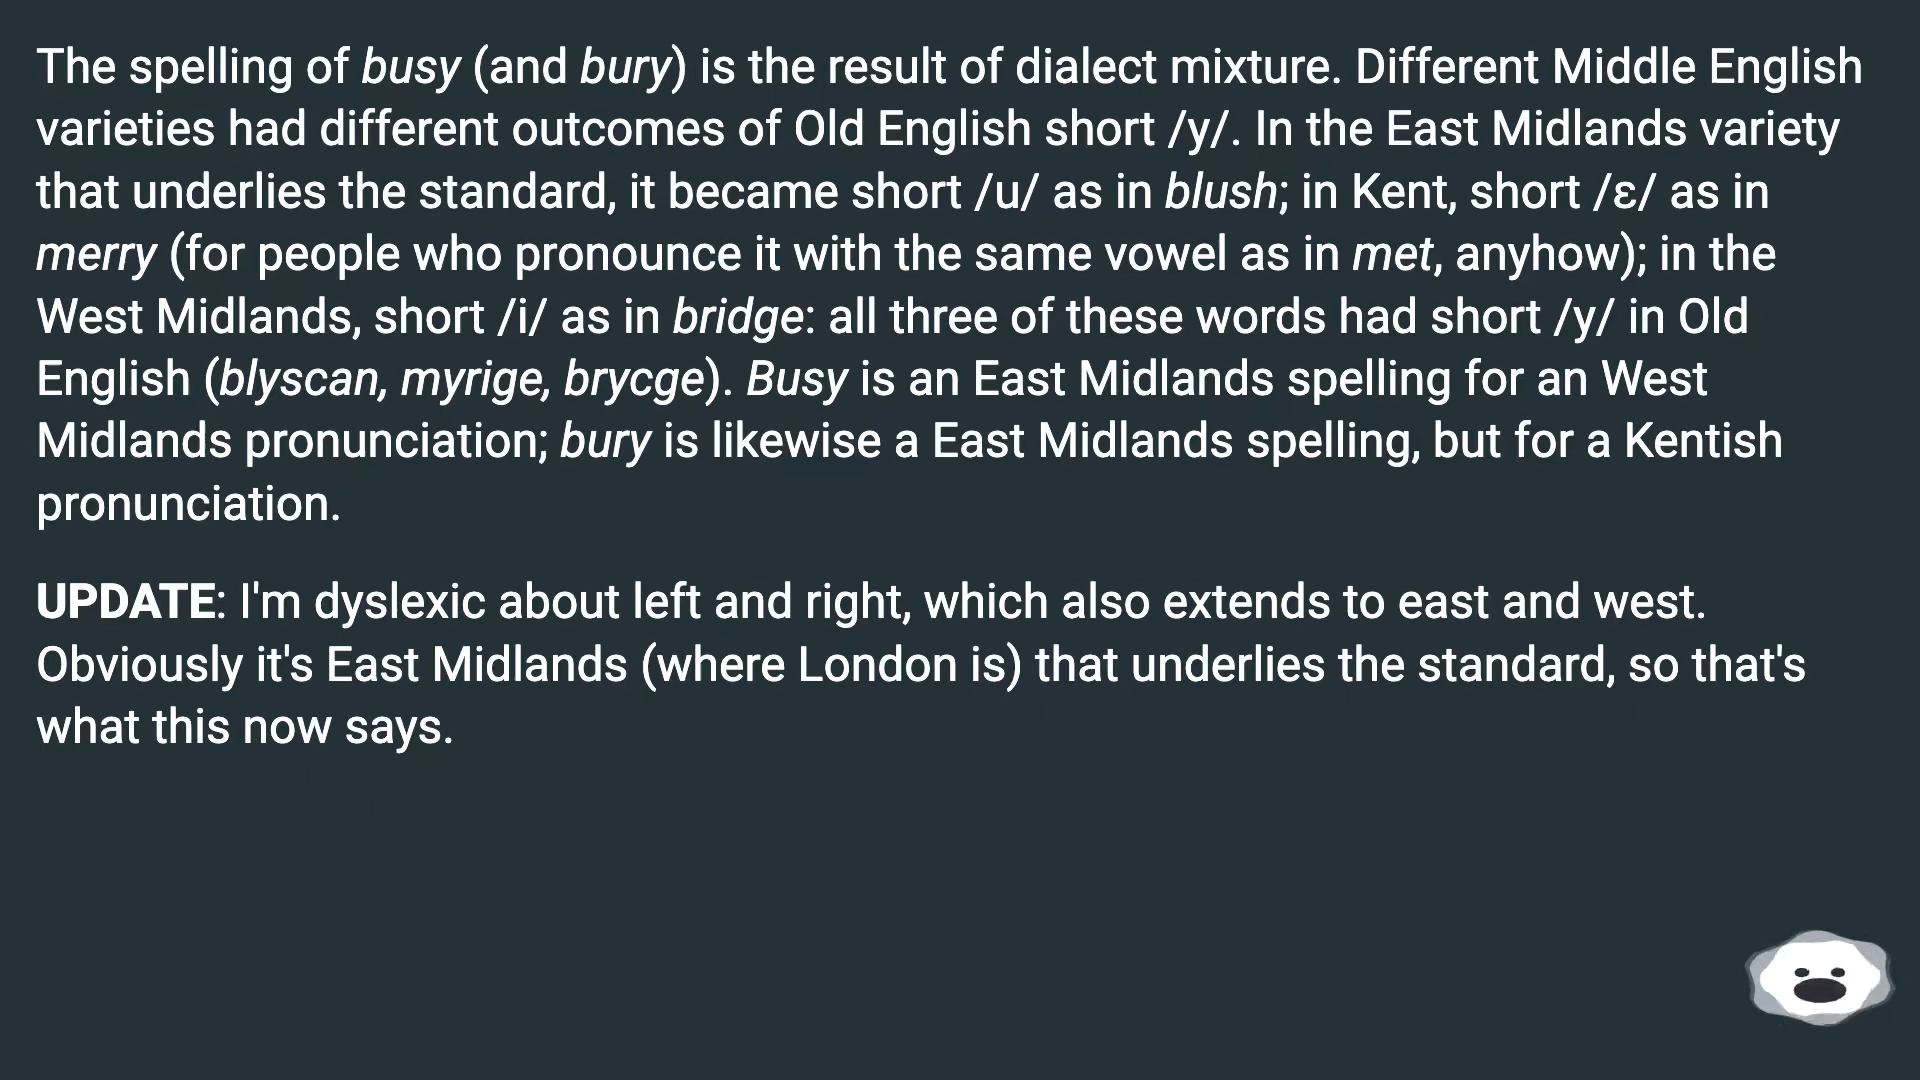 The spelling of busy (and bury) is the result of dialect mixture. Different Middle English
varieties had different outcomes of Old English short /y/. In the East Midlands variety
that underlies the standard, it became short /u/ as in blush; in Kent, short /ɛ/ as in
merry (for people who pronounce it with the same vowel as in met, anyhow); in the
West Midlands, short /i/ as in bridge: all three of these words had short /y/ in Old
English (blyscan, myrige, brycge). Busy is an East Midlands spelling for an West
Midlands pronunciation; bury is likewise a East Midlands spelling, but for a Kentish
pronunciation.
UPDATE: I'm dyslexic about left and right, which also extends to east and west.
Obviously it's East Midlands (where London is) that underlies the standard, so that's
what this now says.